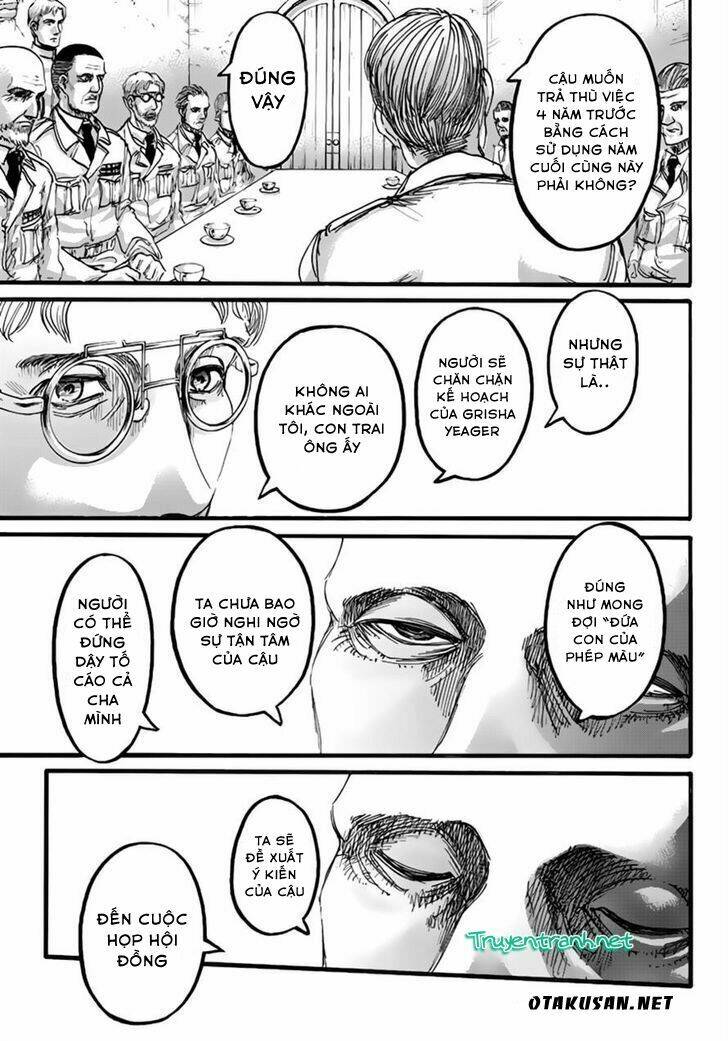 CẬU MUỐN
TRẢ THÙ VIỆC
4 NĂM TRƯỚC
BẰNG CÁCH
SỬ DỤNG NĂM
CUỐI CÙNG NÀY
PHẢI KHÔNG?
ĐÚNG
VẬY
NHƯNG
SỰ THẬT
LÀ..
NGƯỜI SẼ
CHĂN CHẶN
KẾ HOẠCH
CỦA GRISHA
YEAGER
KHÔNG AI
KHÁC NGOÀI
TÔI, CON TRAI
ÔNG ẤY
ĐÚNG
NHƯ MONG
ĐỢI "ĐỨA
CON CỦA
PHÉP MÀU"
TA CHƯA BAO
GIỜ NGHI NGỜ
SỰ TẬN TÂM
CỦA CẬU
NGƯỜI
CÓ THỂ
ĐỨNG
DẬY TỐ
CÁO CẢ
CHA
MÌNH
TA SẼ
ĐỀ XUẤT
Ý KIẾN
CỦA CẬU
ĐẾN CUỘC
HỌP HỘI
ĐỒNG
Truyentranh.net
OTAKUSAN.NET